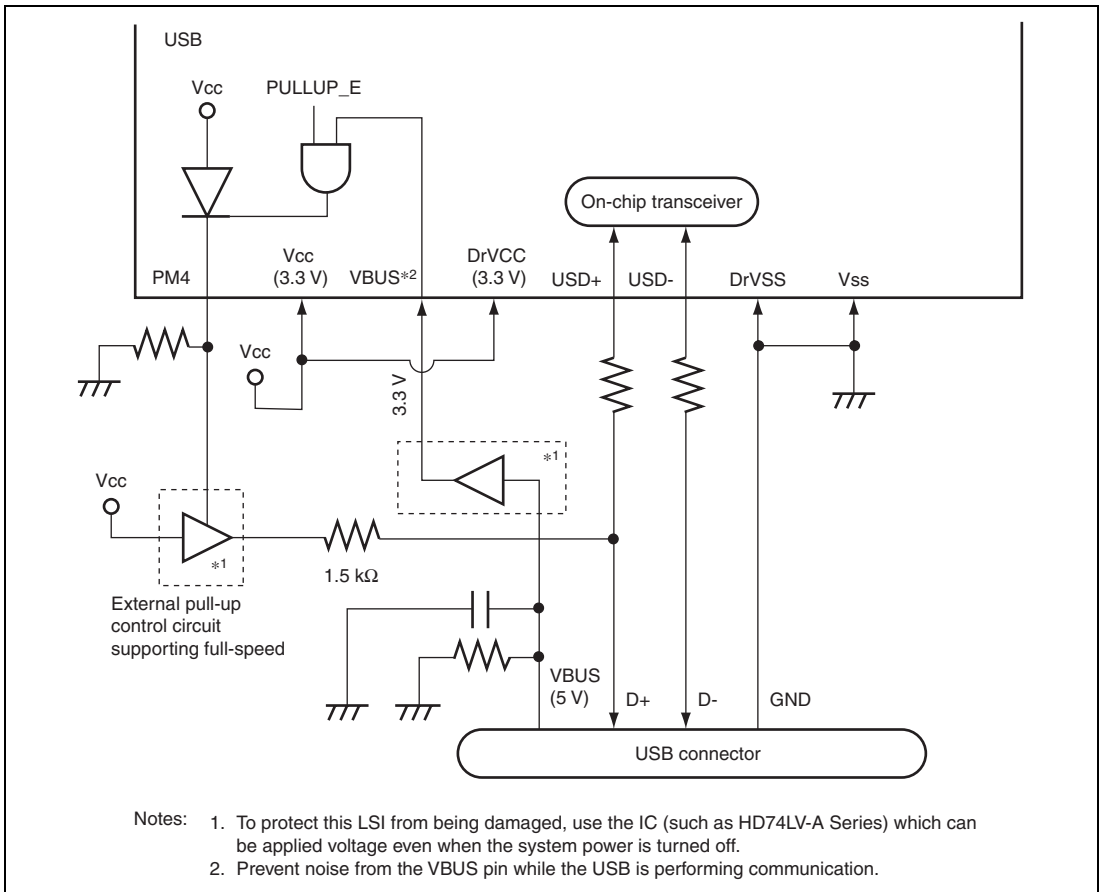 USB
Vcc
PULLUP_E
On-chip transceiver
PM4
Vcc
(3.3 V)
VBUS*2
DrVCC
(3.3 V)
USD+
USD-
DrVSS
Vss
Vcc
3.3 V
*1
Vcc
*1
1.5 kΩ
External pull-up
control circuit
supporting full-speed
VBUS
(5 V)
D+
D-
GND
USB connector
Notes: 1. To protect this LSI from being damaged, use the IC (such as HD74LV-A Series) which can
be applied voltage even when the system power is turned off.
2. Prevent noise from the VBUS pin while the USB is performing communication.